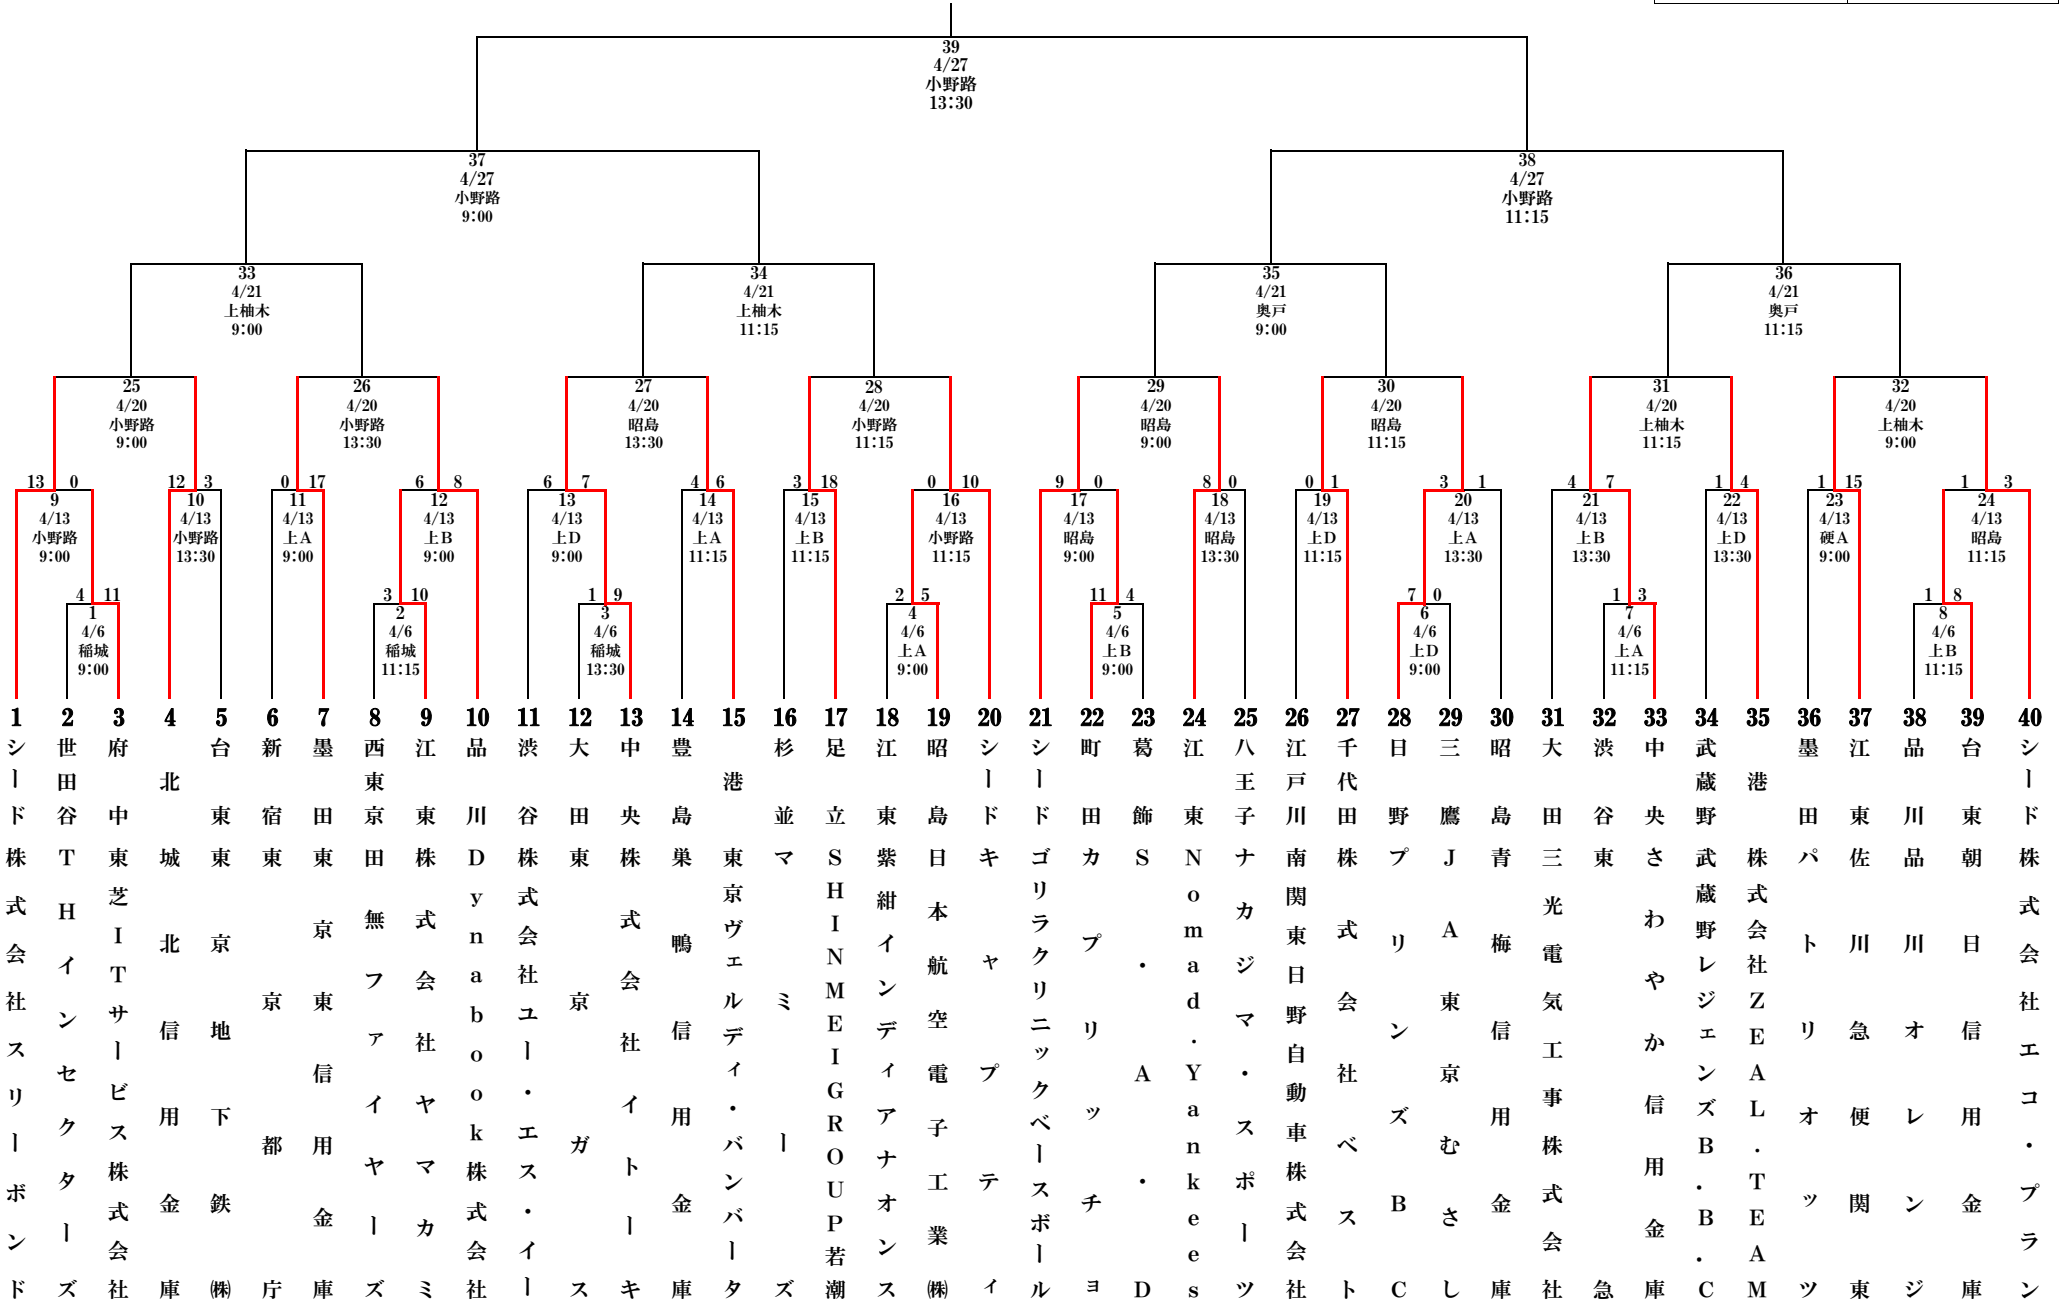 39
4/27
小野路
13:30
37
4/27
小野路
9:00
38
4/27
小野路
11:15
33
4/21
上柚木
9:00
34
4/21
上柚木
11:15
35
4/21
奥戸
9:00
36
4/21
奥戸
11:15
25
4/20
小野路
9:00
26
4/20
小野路
13:30
27
4/20
昭島
13:30
28
4/20
小野路
11:15
29
4/20
昭島
9:00
30
4/20
昭島
11:15
31
4/20
上柚木
11:15
32
4/20
上柚木
9:00
13 0
9
4/13
小野路
9:00
12 3
10
4/13
小野路
13:30
0 17
11
4/13
上A
9:00
6 8
12
4/13
上B
9:00
6 7
13
4/13
上D
9:00
4 6
14
4/13
上A
11:15
3 18
15
4/13
上B
11:15
0 10
16
4/13
小野路
11:15
9 0
17
4/13
昭島
9:00
8 0
18
4/13
昭島
13:30
0 1
19
4/13
上D
11:15
3 1
20
4/13
上A
13:30
4 7
21
4/13
上B
13:30
1 4
22
4/13
上D
13:30
1 15
23
4/13
硬A
9:00
1 3
24
4/13
昭島
11:15
4 11
1
4/6
稲城
9:00
3 10
2
4/6
稲城
11:15
1 9
3
4/6
稲城
13:30
2 5
4
4/6
上A
9:00
11 4
5
4/6
上B
9:00
7 0
6
4/6
上D
9:00
1 3
7
4/6
上A
11:15
1 8
8
4/6
上B
11:15
1 シード 株式会社スリーボンド
2 世田谷 THインセクターズ
3 府中 東芝ITサービス株式会社
4 北 城北信用金庫
5 台東 東京地下鉄㈱
6 新宿 東京都庁
7 墨田 東京東信用金庫
8 西東京 田無ファイヤーズ
9 江東 株式会社ヤマカミ
10 品川 Dynabook株式会社
11 渋谷 株式会社ユー・エス・イー
12 大田 東京ガス
13 中央 株式会社イトーキ
14 豊島 巣鴨信用金庫
15 港 東京ヴェルディ・バンバータ
16 杉並 マミーズ
17 足立 SHINMEIGROUP若潮
18 江東 紫紺インディアナオンス
19 昭島 日本航空電子工業㈱
20 シード キャプティ
21 シード ゴリラクリニックベースボール
22 町田 カプリッチョ
23 葛飾 S・A・D
24 江東 Nomad.Yankees
25 八王子 ナカジマ・スポーツ
26 江戸川 南関東日野自動車株式会社
27 千代田 株式会社ベスト
28 日野 プリンズBC
29 三鷹 JA東京むさし
30 昭島 青梅信用金庫
31 大田 三光電気工事株式会社
32 渋谷 東急
33 中央 さわやか信用金庫
34 武蔵野 武蔵野レジェンズB.B.C
35 港 株式会社ZEAL.TEAM
36 墨田 パトリオッツ
37 江東 佐川急便関東
38 品川 品川オレンジ
39 台東 朝日信用金庫
40 シード 株式会社エコ・プラン